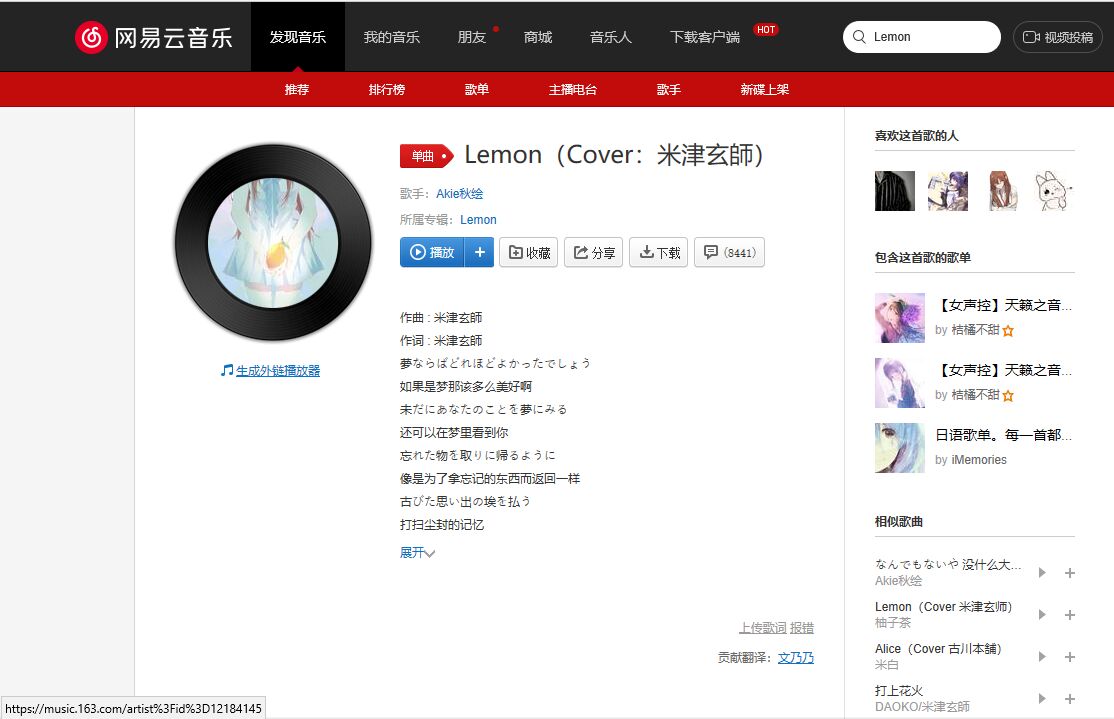 网易云音乐
发现音乐 我的音乐 朋友 商城 音乐人 下载客户端 HOT
Lemon
视频投稿
推荐 排行榜 歌单 主播电台 歌手 新碟上架
单曲 Lemon（Cover：米津玄師）
歌手：Akie秋绘
所属专辑：Lemon
播放 + 收藏 分享 下载 (8441)
作曲 : 米津玄師
作词 : 米津玄師
夢ならばどれほどよかったでしょう
如果是梦那该多么美好啊
未だにあなたのことを夢にみる
还可以在梦里看到你
忘れた物を取りに帰るように
像是为了拿忘记的东西而返回一样
古びた思い出の埃を払う
打扫尘封的记忆
展开
生成外链播放器
上传歌词 报错
贡献翻译：文乃乃
喜欢这首歌的人
包含这首歌的歌单
【女声控】天籁之音...
by 桔橘不甜
【女声控】天籁之音...
by 桔橘不甜
日语歌单。每一首都...
by iMemories
相似歌曲
なんでもないや 没什么大...
Akie秋绘
Lemon（Cover 米津玄师）
柚子茶
Alice（Cover 古川本舗）
米白
打上花火
DAOKO/米津玄師
https://music.163.com/artist%3Fid%3D12184145